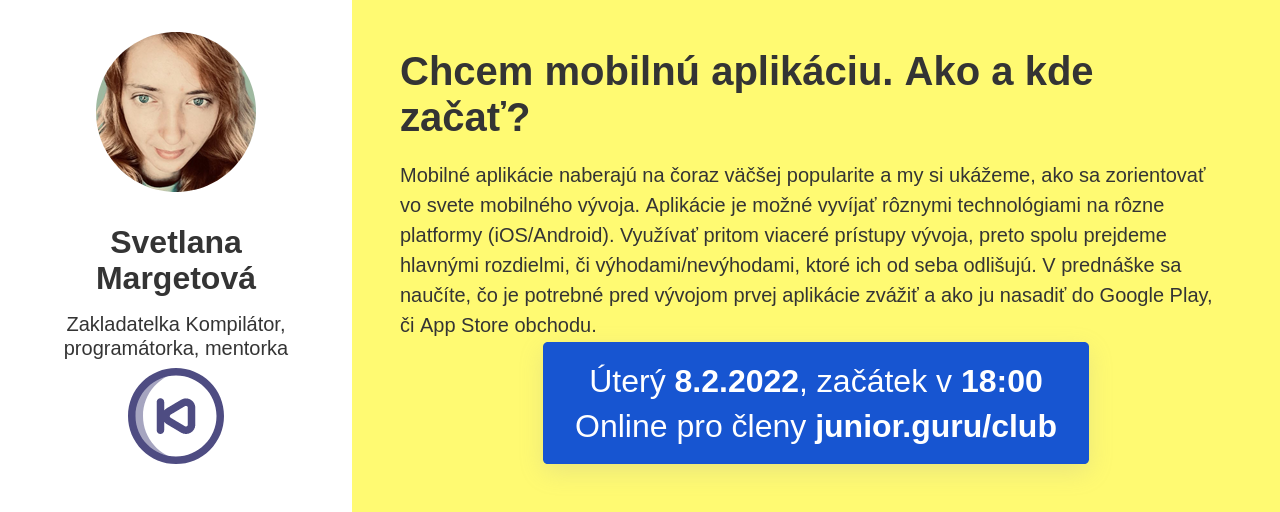 Svetlana
Margetová
Zakladatelka Kompilátor,
programátorka, mentorka
Chcem mobilnú aplikáciu. Ako a kde
začať?
Mobilné aplikácie naberajú na čoraz väčšej popularite a my si ukážeme, ako sa zorientovať
vo svete mobilného vývoja. Aplikácie je možné vyvíjať rôznymi technológiami na rôzne
platformy (iOS/Android). Využívať pritom viaceré prístupy vývoja, preto spolu prejdeme
hlavnými rozdielmi, či výhodami/nevýhodami, ktoré ich od seba odlišujú. V prednáške sa
naučíte, čo je potrebné pred vývojom prvej aplikácie zvážiť a ako ju nasadiť do Google Play,
či App Store obchodu.
Úterý 8.2.2022, začátek v 18:00
Online pro členy junior.guru/club